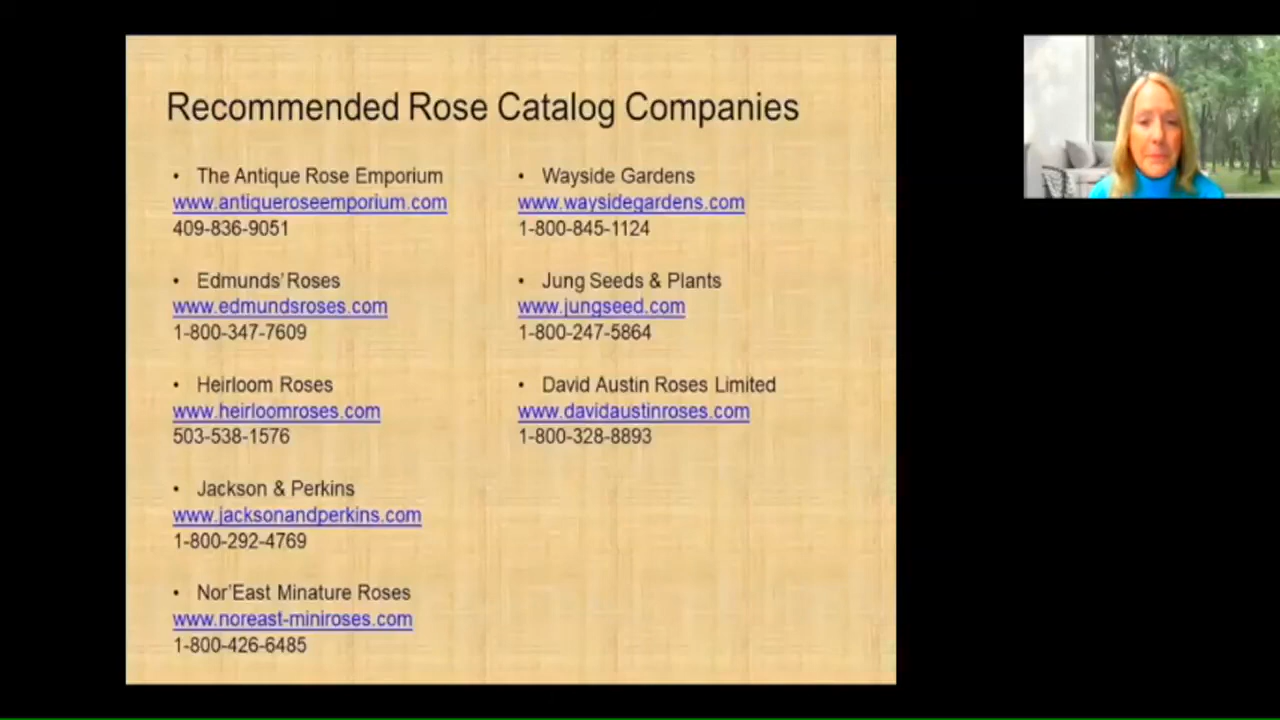 Recommended Rose Catalog Companies
• The Antique Rose Emporium
www.antiqueroseemporium.com
409-836-9051
• Edmunds' Roses
www.edmundsroses.com
1-800-347-7609
• Heirloom Roses
www.heirloomroses.com
503-538-1576
• Jackson & Perkins
www.jacksonandperkins.com
1-800-292-4769
• Nor'East Minature Roses
www.noreast-miniroses.com
1-800-426-6485
• Wayside Gardens
www.waysidegardens.com
1-800-845-1124
• Jung Seeds & Plants
www.jungseed.com
1-800-247-5864
• David Austin Roses Limited
www.davidaustinroses.com
1-800-328-8893